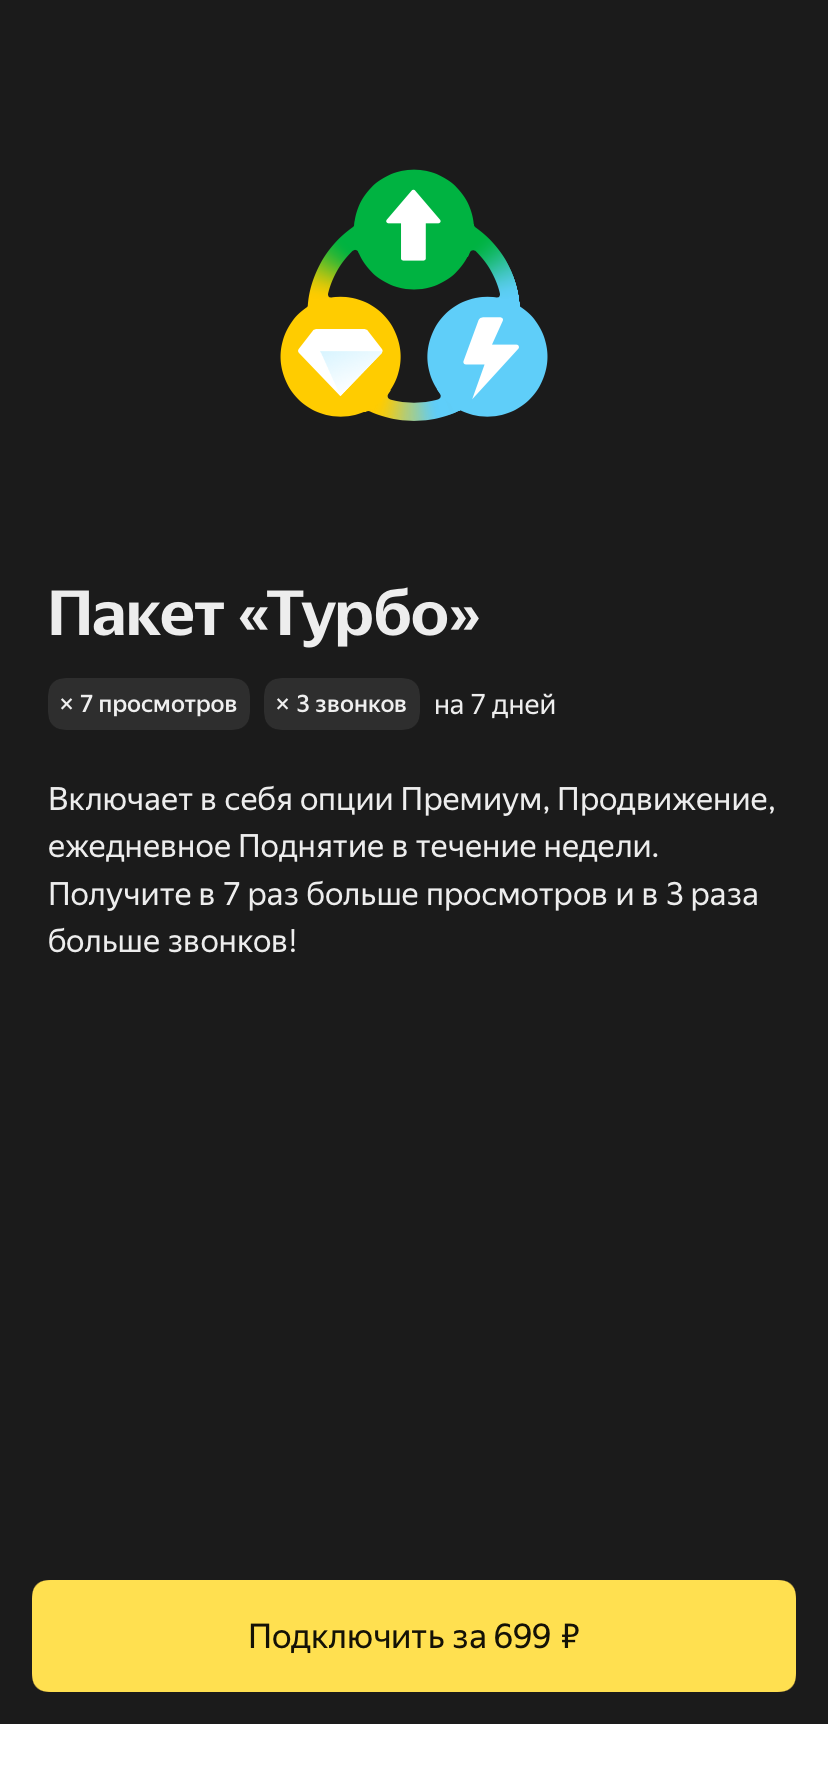 Пакет «Турбо»
× 7 просмотров × 3 звонков на 7 дней
Включает в себя опции Премиум, Продвижение,
ежедневное Поднятие в течение недели.
Получите в 7 раз больше просмотров и в 3 раза
больше звонков!
Подключить за 699 ₽